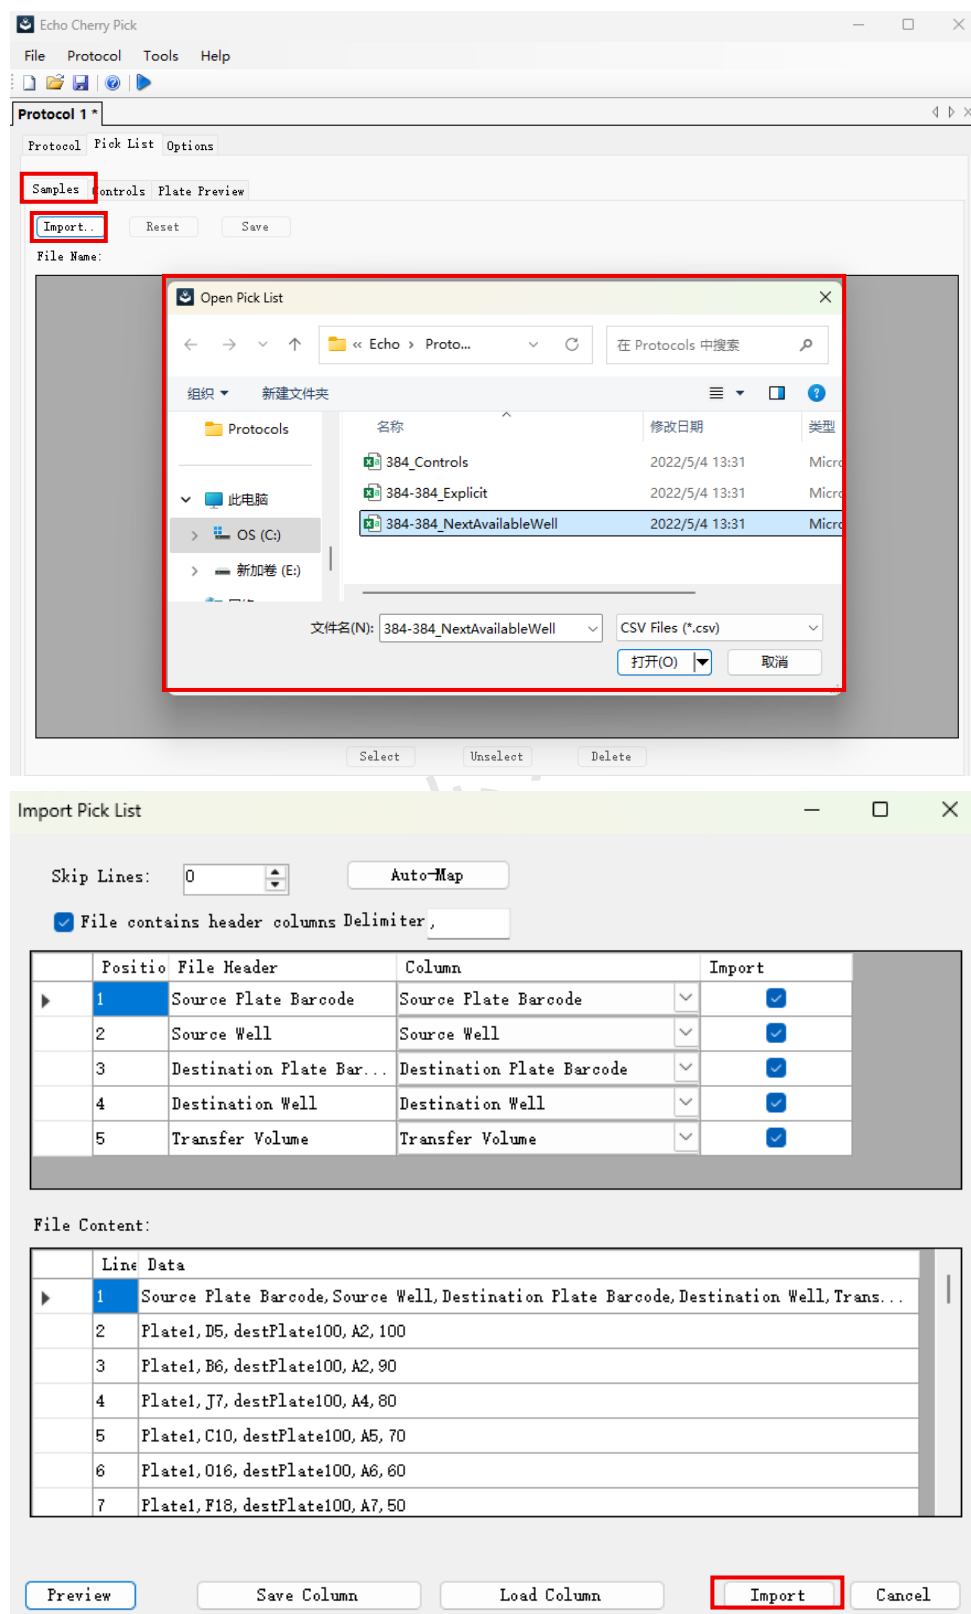 Echo Cherry Pick
File Protocol Tools Help
Protocol 1 *
Protocol Pick List Options
Samples ontrols Plate Preview
Import.. Reset Save
File Name:
Open Pick List
« Echo › Proto...
在 Protocols 中搜索
组织 新建文件夹
名称 修改日期 类型
Protocols
384_Controls 2022/5/4 13:31 Micro
384-384_Explicit 2022/5/4 13:31 Micro
此电脑
384-384_NextAvailableWell 2022/5/4 13:31 Micro
OS (C:)
新加卷 (E:)
文件名(N): 384-384_NextAvailableWell CSV Files (*.csv)
打开(O) 取消
Select Unselect Delete
Import Pick List
Skip Lines: 0 Auto-Map
File contains header columns Delimiter ,
Positio File Header Column Import
1 Source Plate Barcode Source Plate Barcode
2 Source Well Source Well
3 Destination Plate Bar... Destination Plate Barcode
4 Destination Well Destination Well
5 Transfer Volume Transfer Volume
File Content:
Line Data
1 Source Plate Barcode,Source Well,Destination Plate Barcode,Destination Well,Trans...
2 Plate1,D5,destPlate100,A2,100
3 Plate1,B6,destPlate100,A2,90
4 Plate1,J7,destPlate100,A4,80
5 Plate1,C10,destPlate100,A5,70
6 Plate1,O16,destPlate100,A6,60
7 Plate1,F18,destPlate100,A7,50
Preview Save Column Load Column Import Cancel